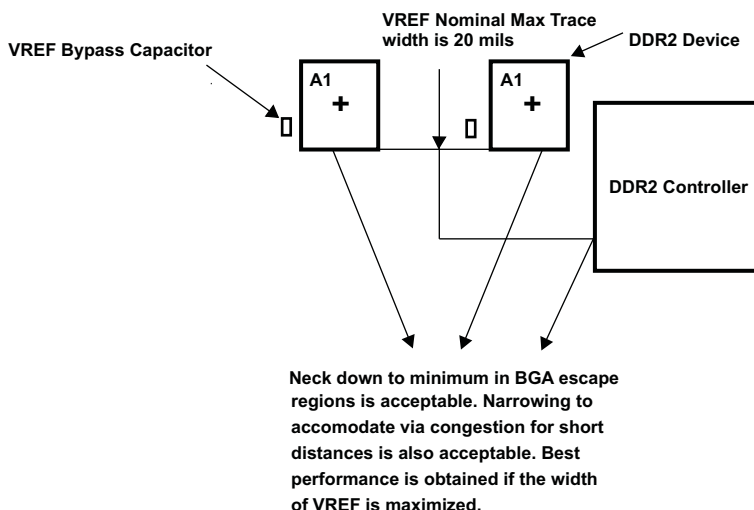 VREF Nominal Max Trace
width is 20 mils
VREF Bypass Capacitor
DDR2 Device
A1
A1
DDR2 Controller
Neck down to minimum in BGA escape
regions is acceptable. Narrowing to
accomodate via congestion for short
distances is also acceptable. Best
performance is obtained if the width
of VREF is maximized.